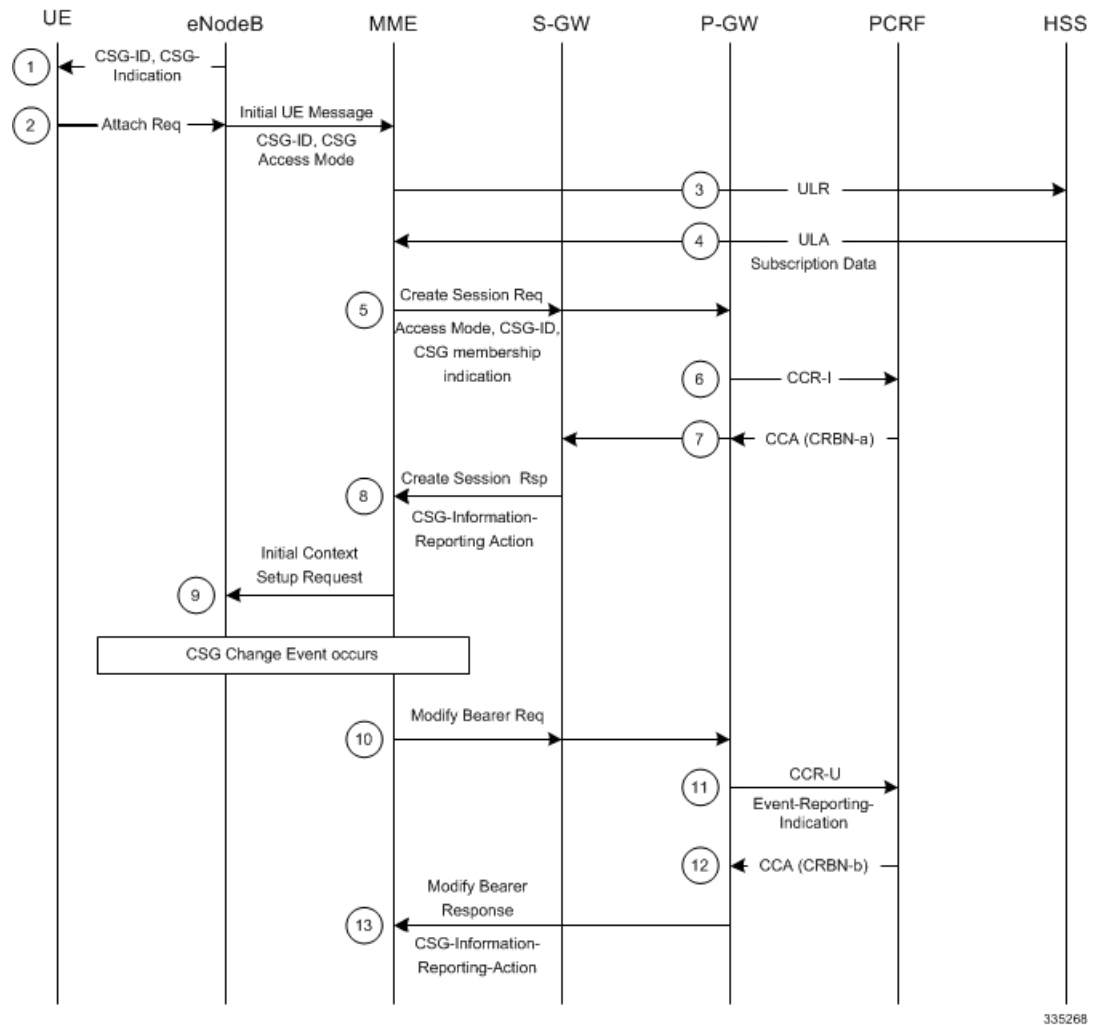 UE eNodeB MME S-GW P-GW PCRF HSS
1
CSG-ID, CSG-
Indication
2
Attach Req
Initial UE Message
CSG-ID, CSG
Access Mode
3
ULR
4
ULA
Subscription Data
5
Create Session Req
Access Mode, CSG-ID,
CSG membership
indication
6
CCR-I
7
CCA (CRBN-a)
8
Create Session Rsp
CSG-Information-
Reporting Action
9
Initial Context
Setup Request
CSG Change Event occurs
10
Modify Bearer Req
11
CCR-U
Event-Reporting-
Indication
12
CCA (CRBN-b)
13
Modify Bearer
Response
CSG-Information-
Reporting-Action
335268